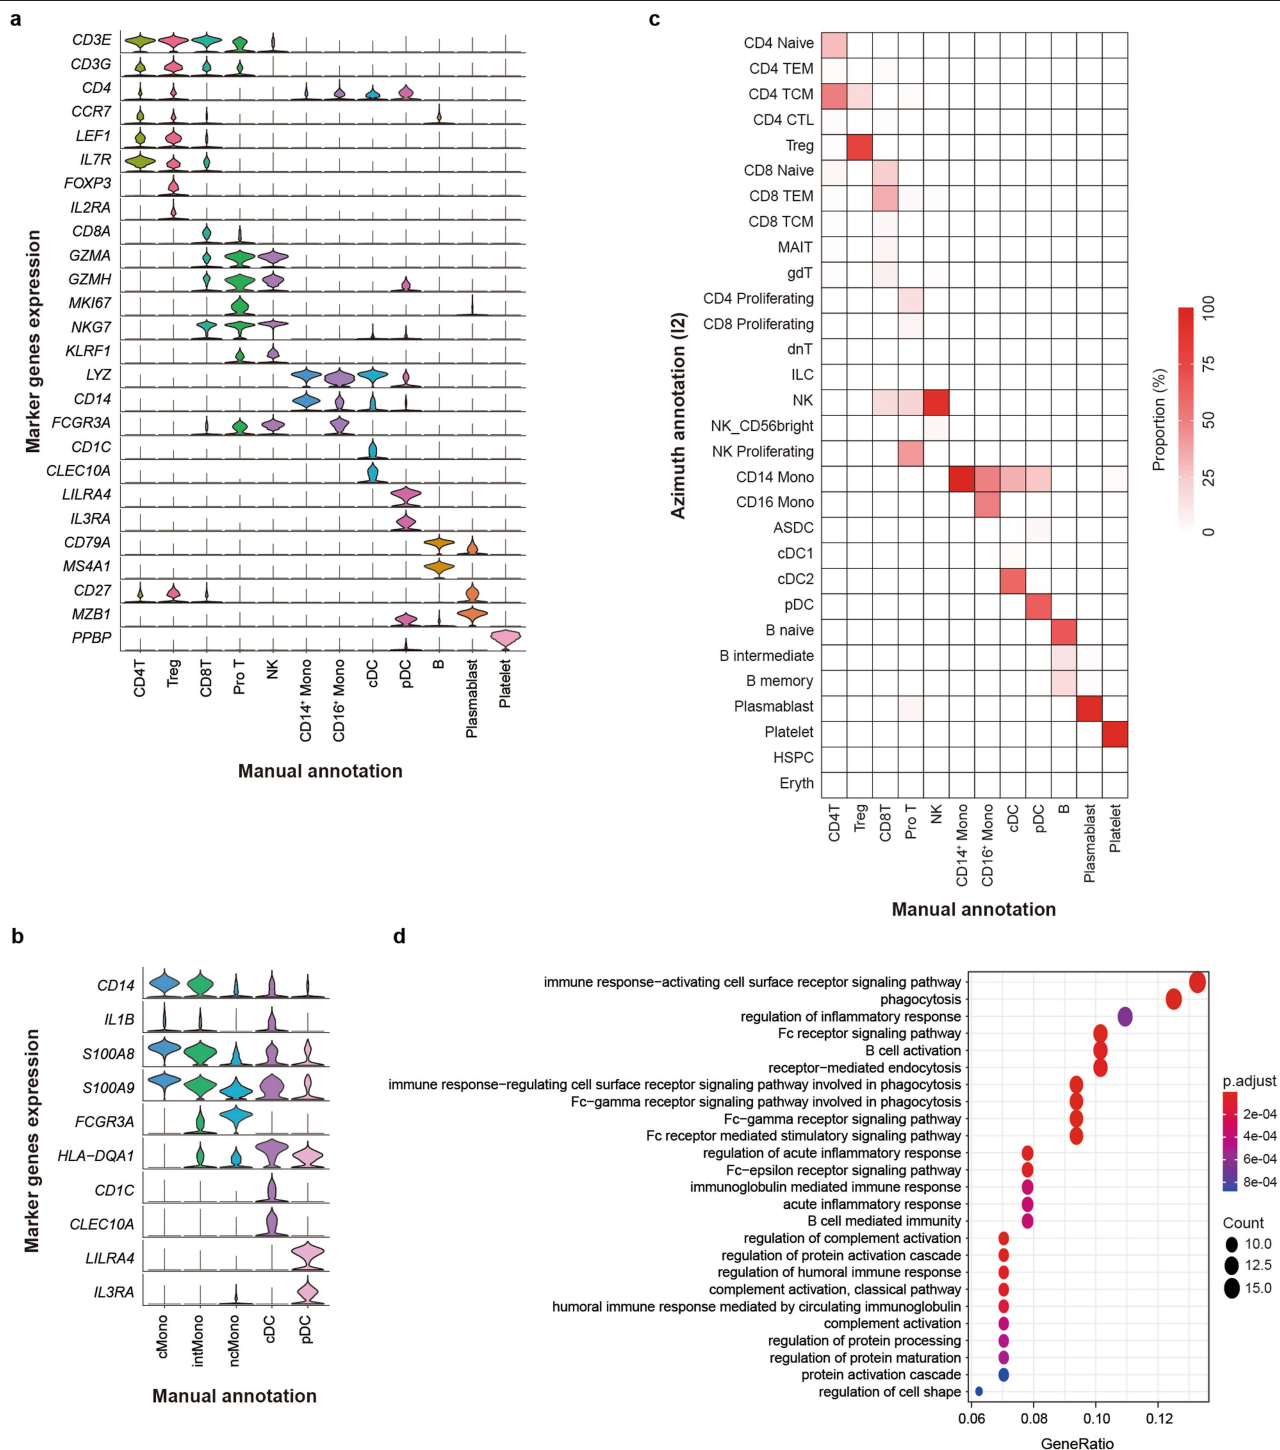 a
CD3E
CD3G
CD4
CCR7
LEF1
IL7R
FOXP3
IL2RA
CD8A
GZMA
GZMH
MKI67
NKG7
KLRF1
LYZ
CD14
FCGR3A
CD1C
CLEC10A
LILRA4
IL3RA
CD79A
MS4A1
CD27
MZB1
PPBP
Marker genes expression
CD4T
Treg
CD8T
Pro T
NK
CD14⁺ Mono
CD16⁺ Mono
cDC
pDC
B
Plasmablast
Platelet
Manual annotation
c
CD4 Naive
CD4 TEM
CD4 TCM
CD4 CTL
Treg
CD8 Naive
CD8 TEM
CD8 TCM
MAIT
gdT
CD4 Proliferating
CD8 Proliferating
dnT
ILC
NK
NK_CD56bright
NK Proliferating
CD14 Mono
CD16 Mono
ASDC
cDC1
cDC2
pDC
B naive
B intermediate
B memory
Plasmablast
Platelet
HSPC
Eryth
Azimuth annotation (l2)
CD4T
Treg
CD8T
Pro T
NK
CD14⁺ Mono
CD16⁺ Mono
cDC
pDC
B
Plasmablast
Platelet
Manual annotation
Proportion (%)
100
75
50
25
0
b
CD14
IL1B
S100A8
S100A9
FCGR3A
HLA−DQA1
CD1C
CLEC10A
LILRA4
IL3RA
Marker genes expression
cMono
intMono
ncMono
cDC
pDC
Manual annotation
d
immune response−activating cell surface receptor signaling pathway
phagocytosis
regulation of inflammatory response
Fc receptor signaling pathway
B cell activation
receptor−mediated endocytosis
immune response−regulating cell surface receptor signaling pathway involved in phagocytosis
Fc−gamma receptor signaling pathway involved in phagocytosis
Fc−gamma receptor signaling pathway
Fc receptor mediated stimulatory signaling pathway
regulation of acute inflammatory response
Fc−epsilon receptor signaling pathway
immunoglobulin mediated immune response
acute inflammatory response
B cell mediated immunity
regulation of complement activation
regulation of protein activation cascade
regulation of humoral immune response
complement activation, classical pathway
humoral immune response mediated by circulating immunoglobulin
complement activation
regulation of protein processing
regulation of protein maturation
protein activation cascade
regulation of cell shape
0.06 0.08 0.10 0.12
GeneRatio
p.adjust
2e−04
4e−04
6e−04
8e−04
Count
10.0
12.5
15.0